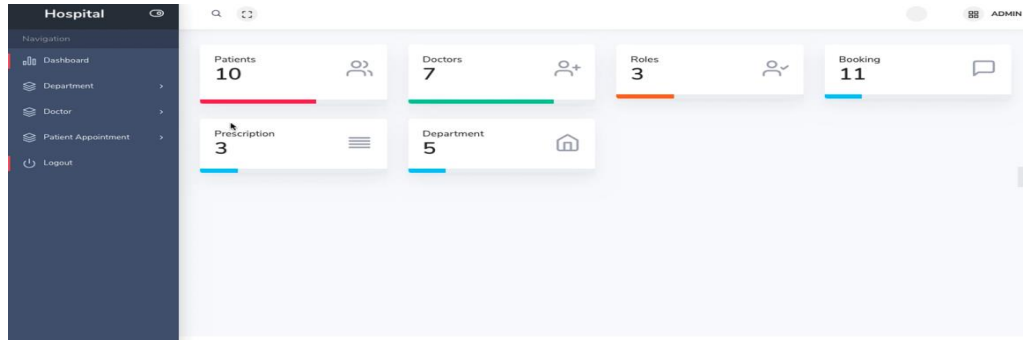 Hospital
ADMIN
Navigation
Dashboard
Department
Doctor
Patient Appointment
Logout
Patients
10
Doctors
7
Roles
3
Booking
11
Prescription
3
Department
5